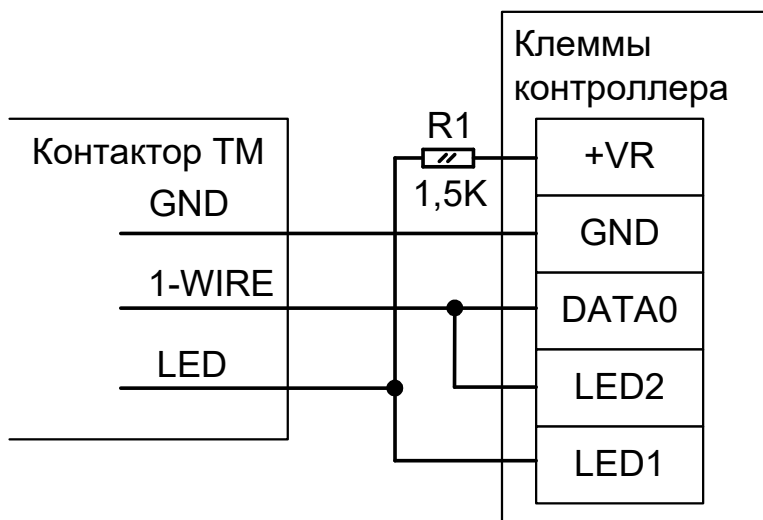 Клеммы
контроллера
R1
1,5K
Контактор ТМ
GND
1-WIRE
LED
+VR
GND
DATA0
LED2
LED1